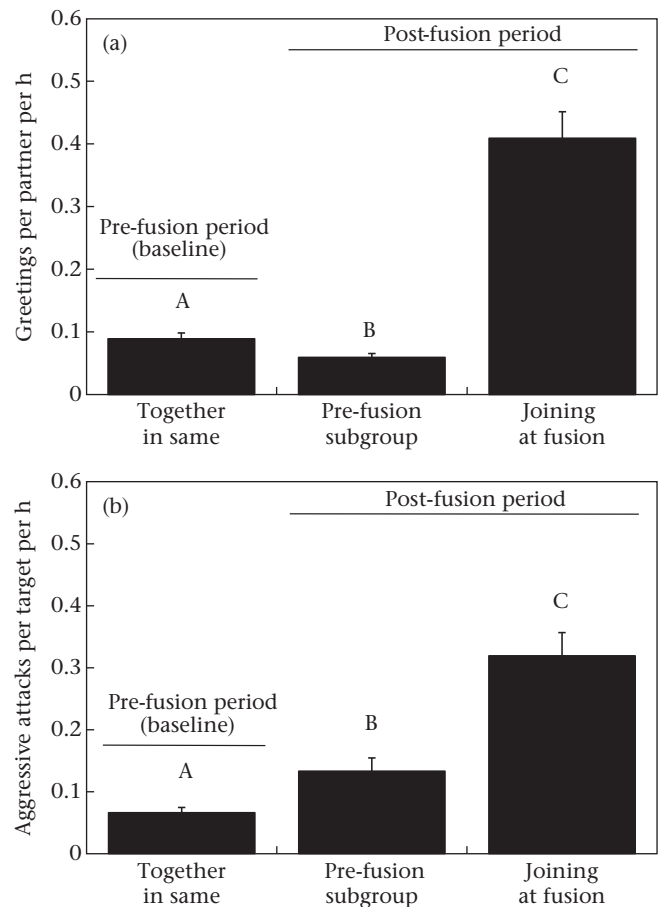 0.6
(a)
Post-fusion period
C
0.5
0.4
0.3
Pre-fusion period
(baseline)
0.2
A
B
0.1
0
Greetings per partner per h
Together
in same
Pre-fusion
subgroup
Joining
at fusion
0.6
(b)
Post-fusion period
0.5
C
0.4
0.3
Pre-fusion period
(baseline)
0.2
B
A
0.1
0
Aggressive attacks per target per h
Together
in same
Pre-fusion
subgroup
Joining
at fusion